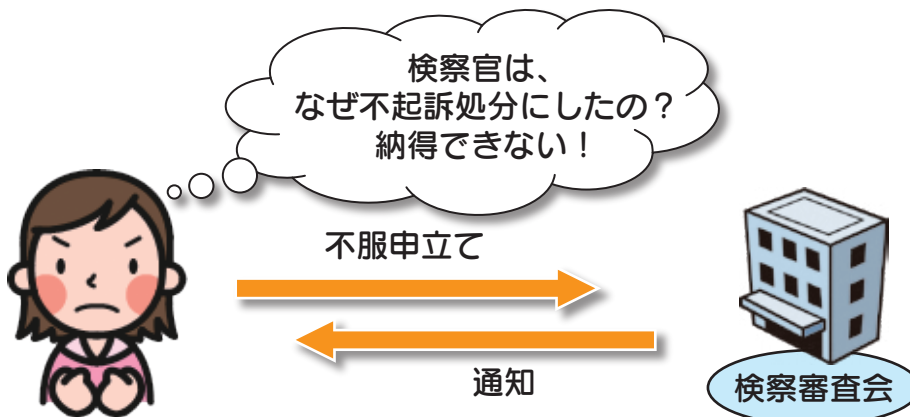 検察官は、
なぜ不起訴処分にしたの？
納得できない！
不服申立て
通知
検察審査会